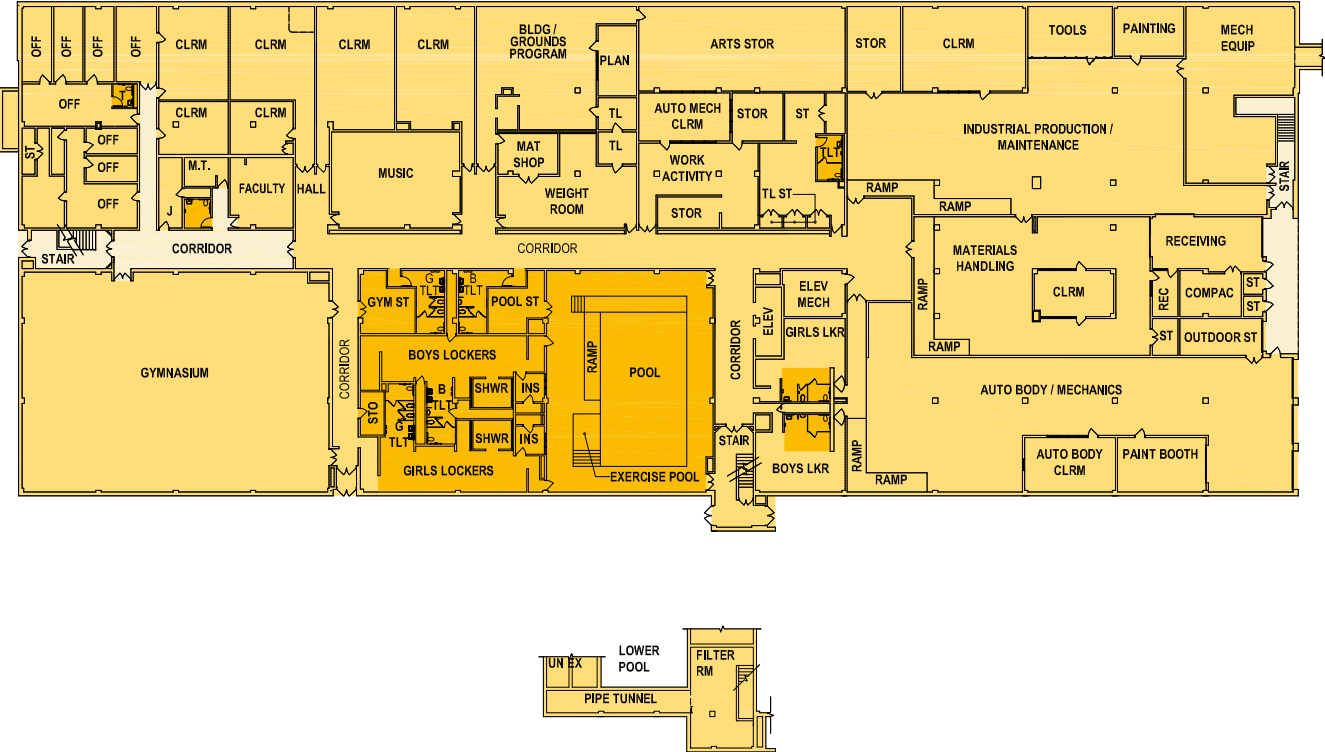 OFF
OFF
OFF
OFF
CLRM
CLRM
CLRM
CLRM
BLDG /
GROUNDS
PROGRAM
PLAN
ARTS STOR
STOR
CLRM
TOOLS
PAINTING
MECH
EQUIP
OFF
T
CLRM
CLRM
TL
AUTO MECH
CLRM
STOR
ST
INDUSTRIAL PRODUCTION /
MAINTENANCE
ST
OFF
OFF
OFF
M.T.
FACULTY
HALL
J
MUSIC
MAT
SHOP
TL
WEIGHT
ROOM
WORK
ACTIVITY
STOR
TLT
TL ST
RAMP
RAMP
STAIR
STAIR
CORRIDOR
CORRIDOR
MATERIALS
HANDLING
RECEIVING
GYM ST
G
TLT
B
TLT
POOL ST
ELEV
MECH
ELEV
GIRLS LKR
RAMP
CLRM
REC
COMPAC
ST
ST
ST
OUTDOOR ST
RAMP
GYMNASIUM
CORRIDOR
BOYS LOCKERS
RAMP
POOL
CORRIDOR
STO
B
TLT
G
TLT
SHWR
INS
SHWR
INS
GIRLS LOCKERS
EXERCISE POOL
STAIR
BOYS LKR
RAMP
RAMP
AUTO BODY / MECHANICS
AUTO BODY
CLRM
PAINT BOOTH
UN EX
LOWER
POOL
FILTER
RM
PIPE TUNNEL